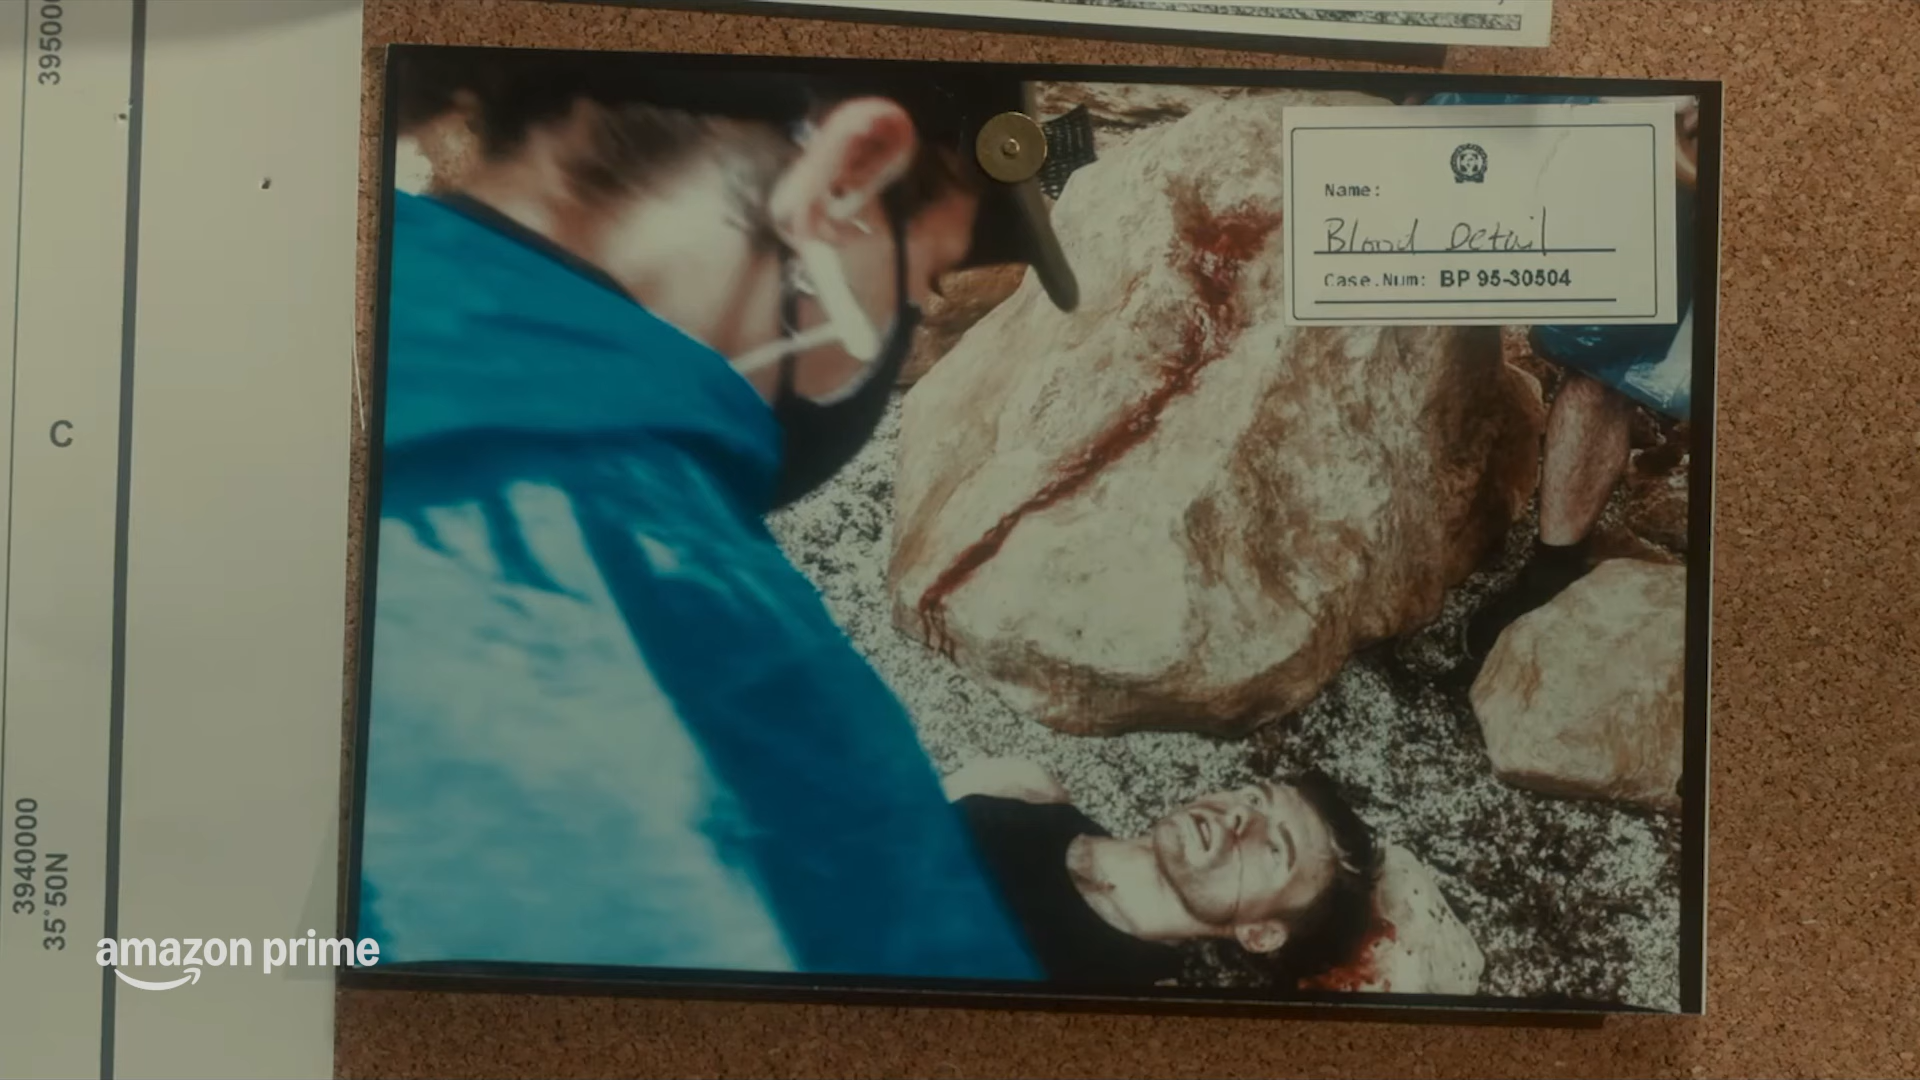 39500
C
3940000
35°50N
Name:
Blood Detail
Case.Num: BP 95-30504
amazon prime